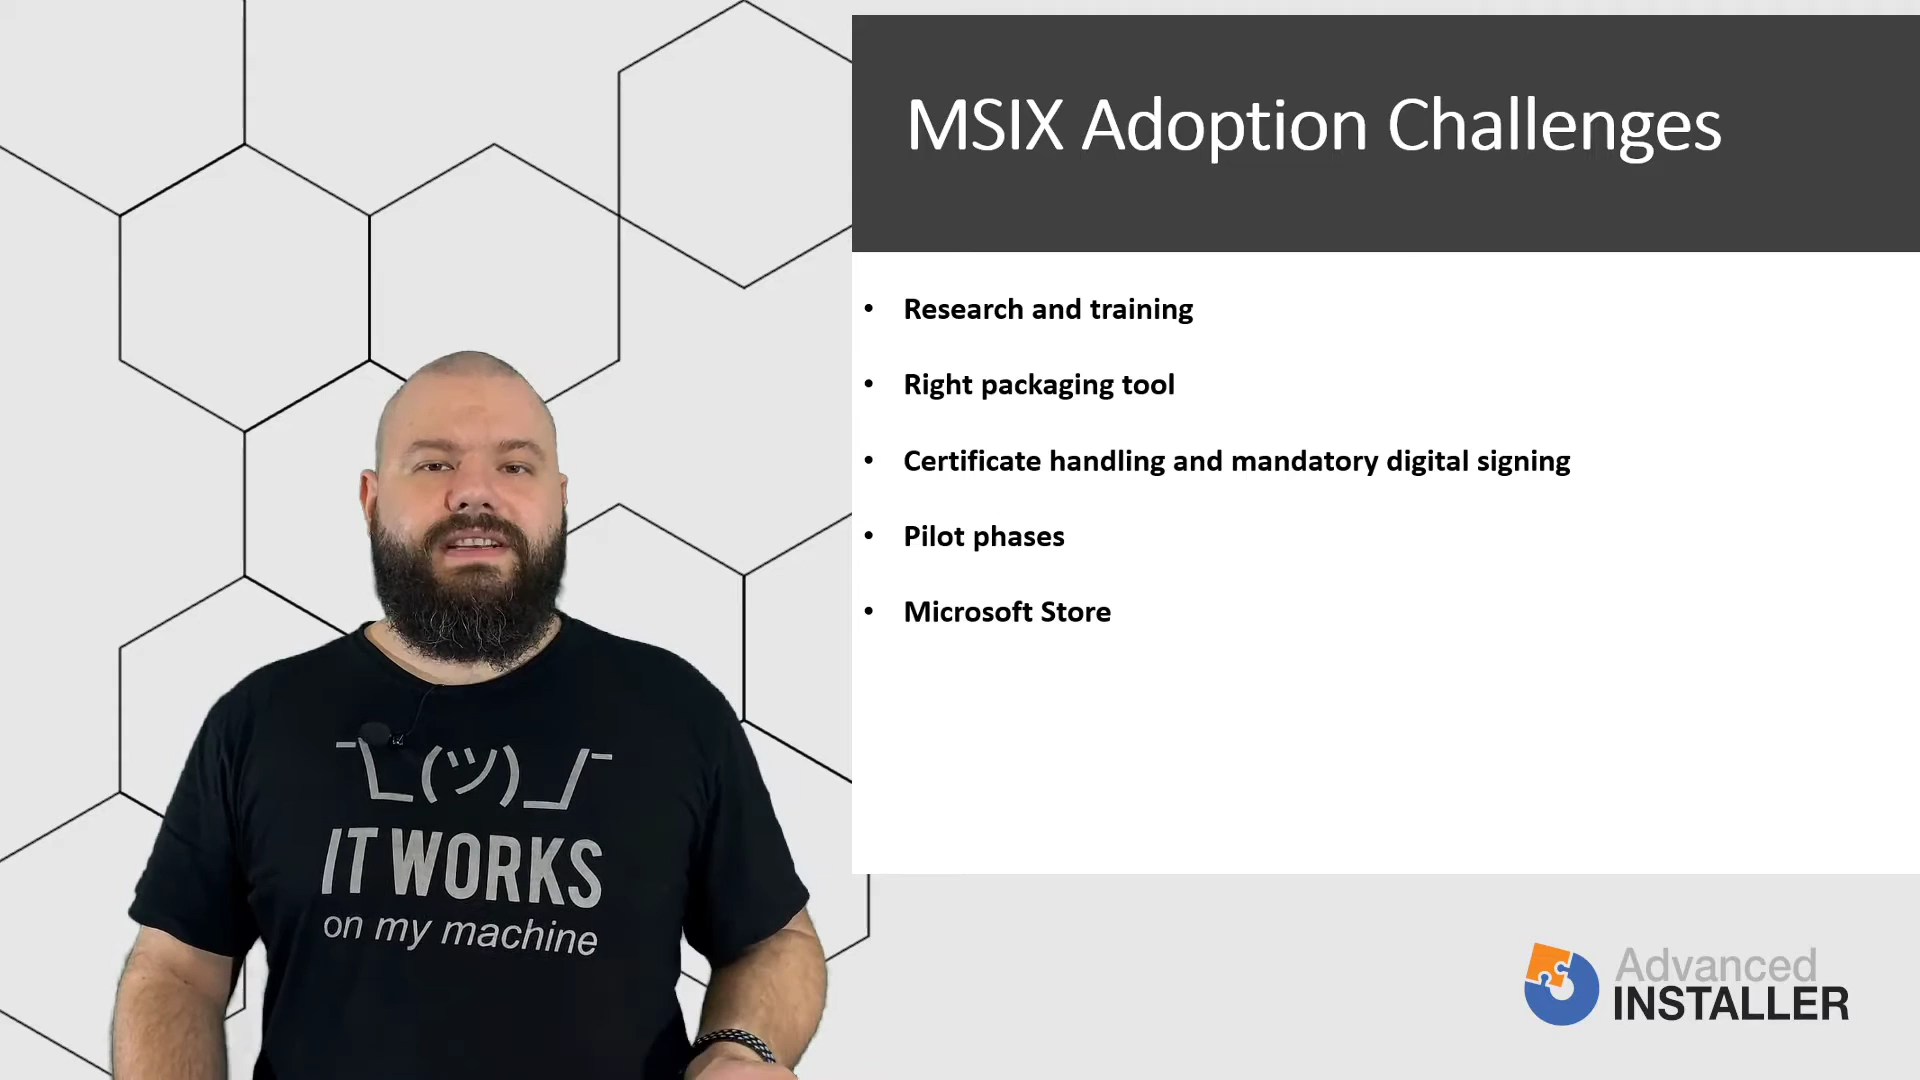 MSIX Adoption Challenges
• Research and training
• Right packaging tool
• Certificate handling and mandatory digital signing
• Pilot phases
• Microsoft Store
¯\_(ツ)_/¯
IT WORKS
on my machine
Advanced
INSTALLER